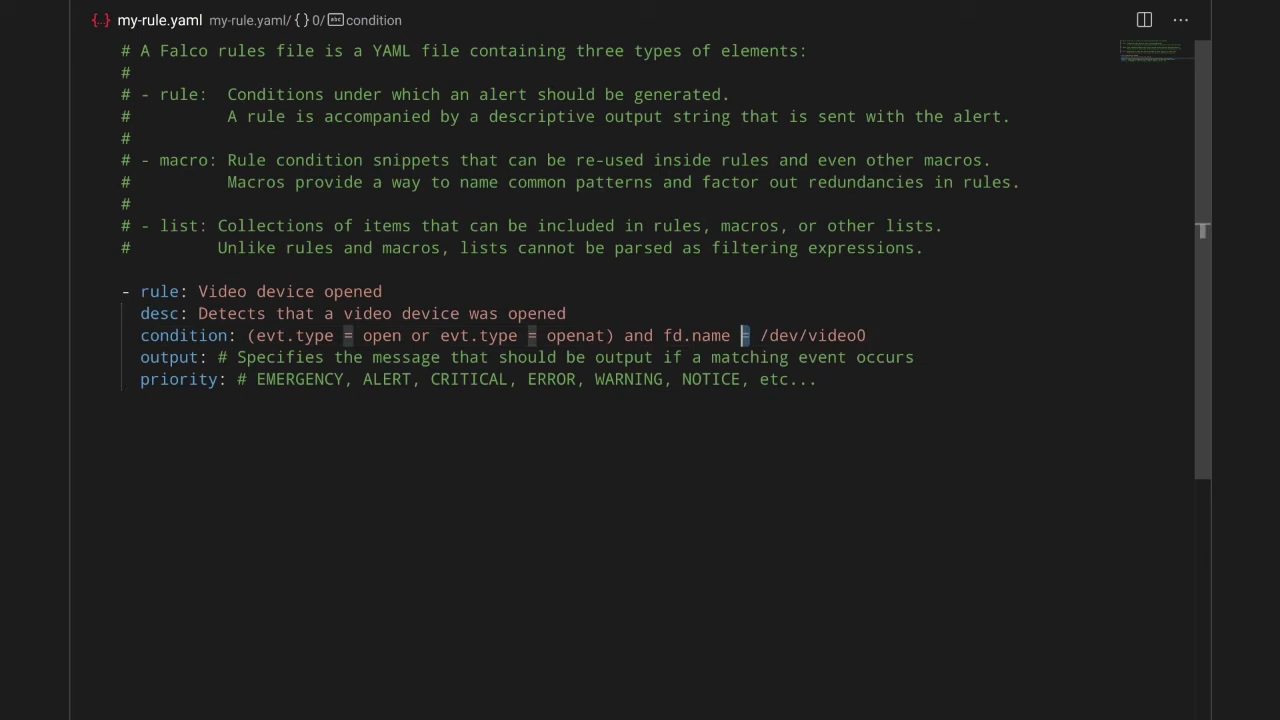 {..} my-rule.yaml my-rule.yaml/ { } 0/ abc condition ...
# A Falco rules file is a YAML file containing three types of elements:
#
# - rule:  Conditions under which an alert should be generated.
#          A rule is accompanied by a descriptive output string that is sent with the alert.
#
# - macro: Rule condition snippets that can be re-used inside rules and even other macros.
#          Macros provide a way to name common patterns and factor out redundancies in rules.
#
# - list: Collections of items that can be included in rules, macros, or other lists.
#         Unlike rules and macros, lists cannot be parsed as filtering expressions.
- rule: Video device opened
  desc: Detects that a video device was opened
  condition: (evt.type = open or evt.type = openat) and fd.name = /dev/video0
  output: # Specifies the message that should be output if a matching event occurs
  priority: # EMERGENCY, ALERT, CRITICAL, ERROR, WARNING, NOTICE, etc...